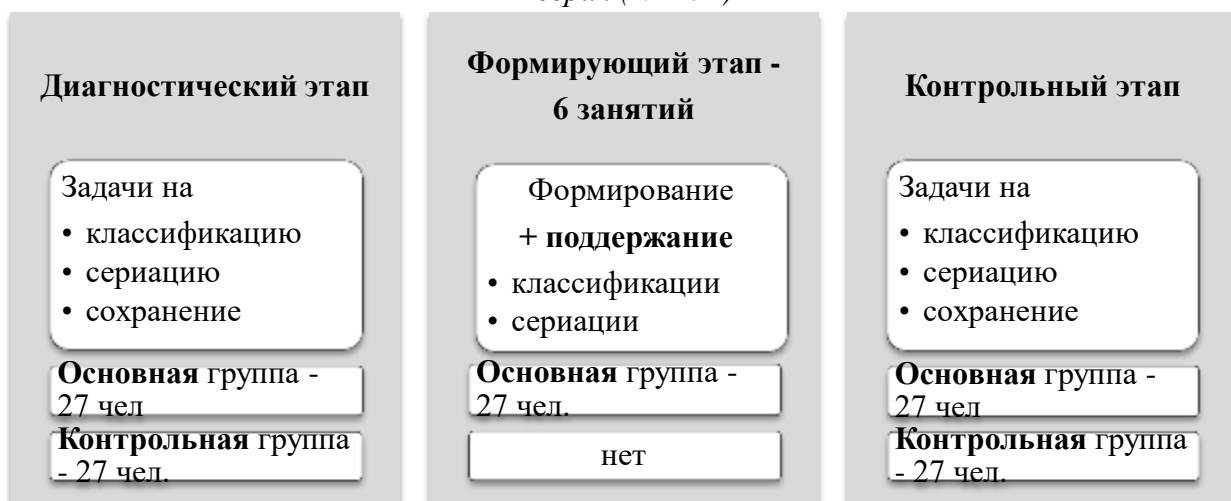 Диагностический этап
Задачи на
• классификацию
• сериацию
• сохранение
Основная группа -
27 чел
Контрольная группа
- 27 чел.
Формирующий этап -
6 занятий
Формирование
+ поддержание
• классификации
• сериации
Основная группа -
27 чел.
нет
Контрольный этап
Задачи на
• классификацию
• сериацию
• сохранение
Основная группа -
27 чел
Контрольная группа
- 27 чел.